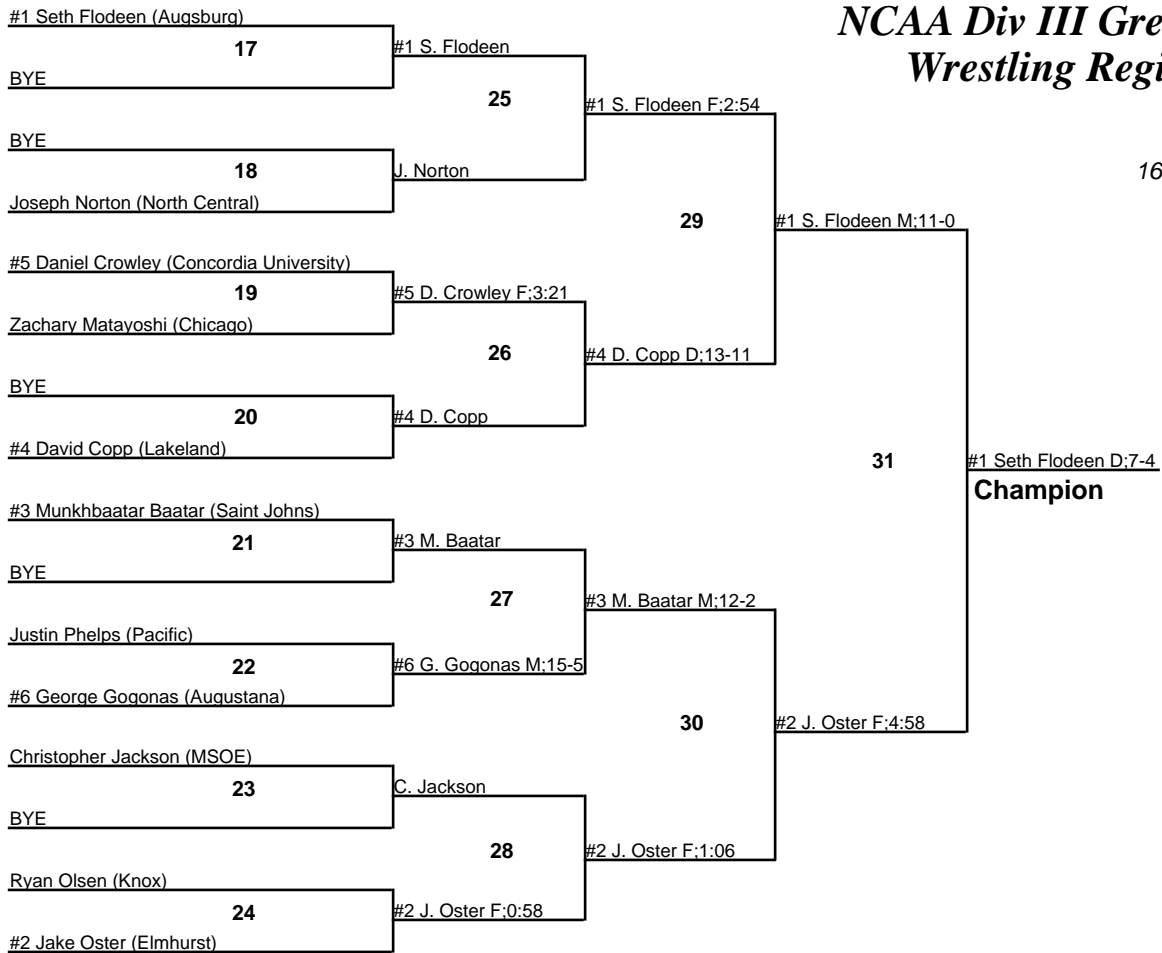 NCAA Div III Gre
Wrestling Regi
16
#1 Seth Flodeen (Augsburg)
17
BYE
#1 S. Flodeen
25
BYE
18
Joseph Norton (North Central)
J. Norton
#1 S. Flodeen F;2:54
29
#5 Daniel Crowley (Concordia University)
19
Zachary Matayoshi (Chicago)
#5 D. Crowley F;3:21
26
BYE
20
#4 David Copp (Lakeland)
#4 D. Copp
#4 D. Copp D;13-11
#1 S. Flodeen M;11-0
31
#3 Munkhbaatar Baatar (Saint Johns)
21
BYE
#3 M. Baatar
27
Justin Phelps (Pacific)
22
#6 George Gogonas (Augustana)
#6 G. Gogonas M;15-5
#3 M. Baatar M;12-2
30
Christopher Jackson (MSOE)
23
BYE
C. Jackson
28
Ryan Olsen (Knox)
24
#2 Jake Oster (Elmhurst)
#2 J. Oster F;0:58
#2 J. Oster F;1:06
#2 J. Oster F;4:58
#1 Seth Flodeen D;7-4
Champion